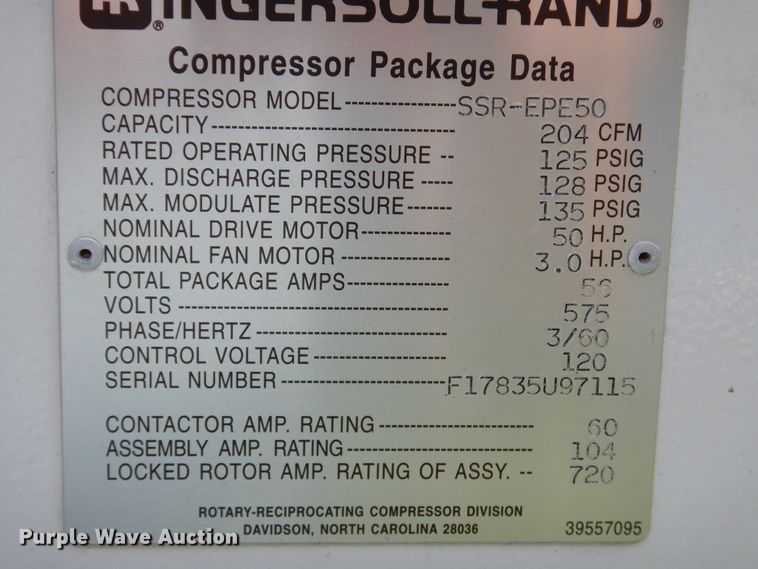 INGERSOLL-RAND®
Compressor Package Data
COMPRESSOR MODEL SSR-EPE50
CAPACITY 204 CFM
RATED OPERATING PRESSURE -- 125 PSIG
MAX. DISCHARGE PRESSURE ----- 128 PSIG
MAX. MODULATE PRESSURE ------ 135 PSIG
NOMINAL DRIVE MOTOR ------------ 50 H.P.
NOMINAL FAN MOTOR -------------- 3.0 H.P.
TOTAL PACKAGE AMPS ------------- 56
VOLTS 575
PHASE/HERTZ 3/60
CONTROL VOLTAGE 120
SERIAL NUMBER F17835U97115
CONTACTOR AMP. RATING 60
ASSEMBLY AMP. RATING 104
LOCKED ROTOR AMP. RATING OF ASSY. -- 720
ROTARY-RECIPROCATING COMPRESSOR DIVISION
DAVIDSON, NORTH CAROLINA 28036 39557095
Purple Wave Auction